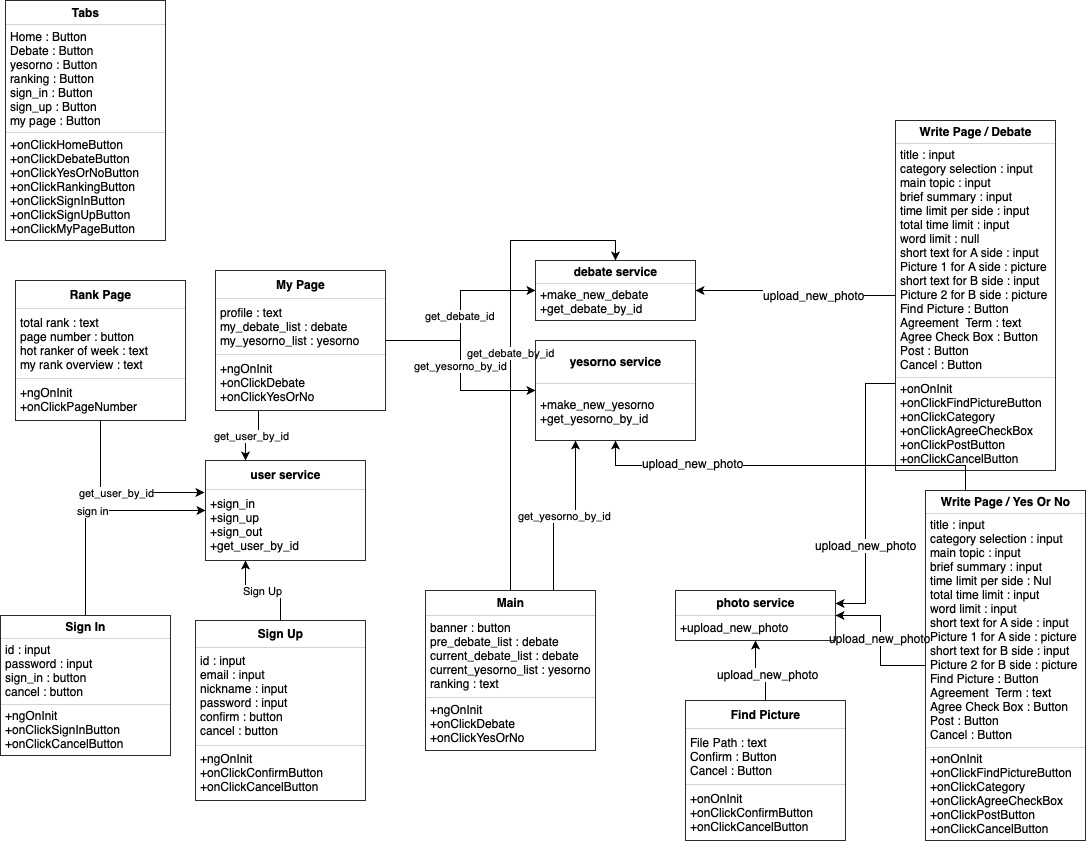 Tabs
Home : Button
Debate : Button
yesorno : Button
ranking : Button
sign_in : Button
sign_up : Button
my page : Button
+onClickHomeButton
+onClickDebateButton
+onClickYesOrNoButton
+onClickRankingButton
+onClickSignInButton
+onClickSignUpButton
+onClickMyPageButton
Rank Page
total rank : text
page number : button
hot ranker of week : text
my rank overview : text
+ngOnInit
+onClickPageNumber
My Page
profile : text
my_debate_list : debate
my_yesorno_list : yesorno
+ngOnInit
+onClickDebate
+onClickYesOrNo
get_debate_id
get_debate_by_id
get_yesorno_by_id
debate service
+make_new_debate
+get_debate_by_id
yesorno service
+make_new_yesorno
+get_yesorno_by_id
upload_new_photo
Write Page / Debate
title : input
category selection : input
main topic : input
brief summary : input
time limit per side : input
total time limit : input
word limit : null
short text for A side : input
Picture 1 for A side : picture
short text for B side : input
Picture 2 for B side : picture
Find Picture : Button
Agreement  Term : text
Agree Check Box : Button
Post : Button
Cancel : Button
+onOnInit
+onClickFindPictureButton
+onClickCategory
+onClickAgreeCheckBox
+onClickPostButton
+onClickCancelButton
get_user_by_id
user service
+sign_in
+sign_up
+sign_out
+get_user_by_id
get_user_by_id
sign in
Sign Up
upload_new_photo
get_yesorno_by_id
upload_new_photo
Write Page / Yes Or No
title : input
category selection : input
main topic : input
brief summary : input
time limit per side : Nul
total time limit : input
word limit : input
short text for A side : input
Picture 1 for A side : picture
short text for B side : input
Picture 2 for B side : picture
Find Picture : Button
Agreement  Term : text
Agree Check Box : Button
Post : Button
Cancel : Button
+onOnInit
+onClickFindPictureButton
+onClickCategory
+onClickAgreeCheckBox
+onClickPostButton
+onClickCancelButton
Sign In
id : input
password : input
sign_in : button
cancel : button
+ngOnInit
+onClickSignInButton
+onClickCancelButton
Sign Up
id : input
email : input
nickname : input
password : input
confirm : button
cancel : button
+ngOnInit
+onClickConfirmButton
+onClickCancelButton
Main
banner : button
pre_debate_list : debate
current_debate_list : debate
current_yesorno_list : yesorno
ranking : text
+ngOnInit
+onClickDebate
+onClickYesOrNo
photo service
+upload_new_photo
upload_new_photo
upload_new_photo
Find Picture
File Path : text
Confirm : Button
Cancel : Button
+onOnInit
+onClickConfirmButton
+onClickCancelButton